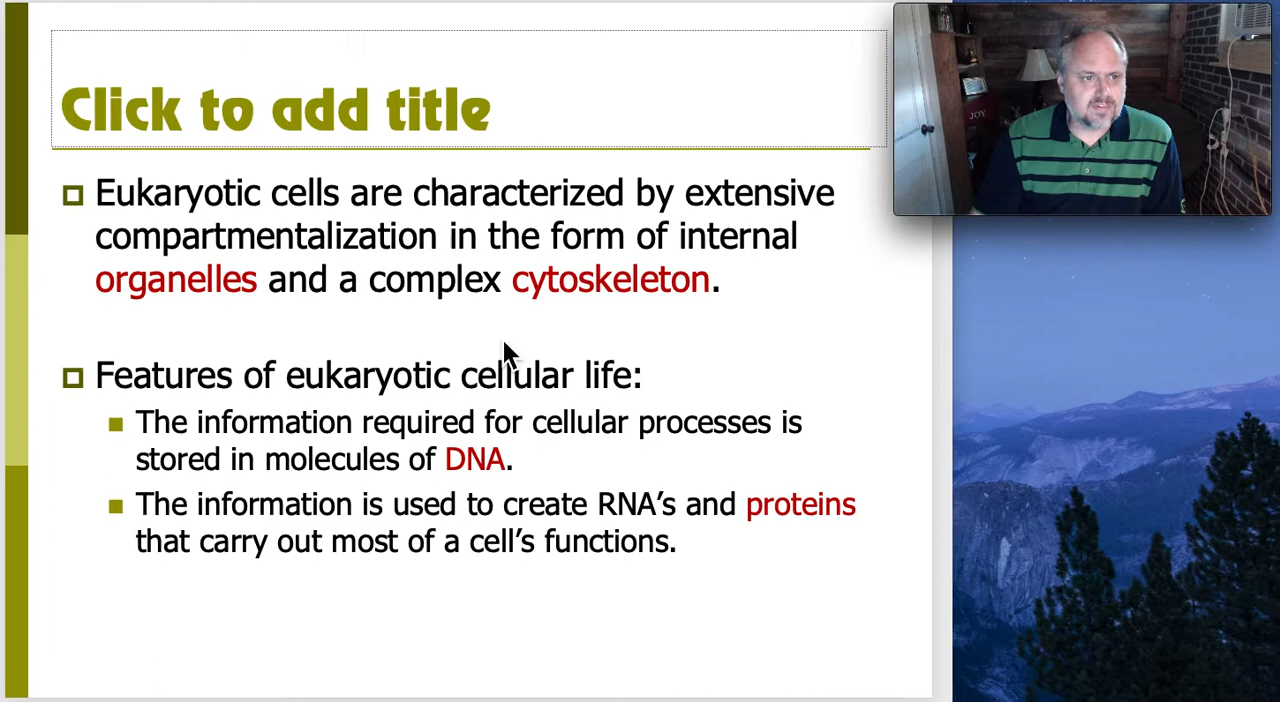 Click to add title
Eukaryotic cells are characterized by extensive
compartmentalization in the form of internal
organelles and a complex cytoskeleton.
Features of eukaryotic cellular life:
The information required for cellular processes is
stored in molecules of DNA.
The information is used to create RNA’s and proteins
that carry out most of a cell’s functions.
JOY